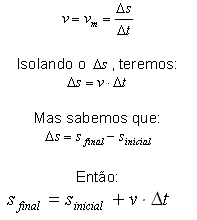 v = v_m = Δs/Δt
Isolando o Δs , teremos:
Δs = v · Δt
Mas sabemos que:
Δs = s_final − s_inicial
Então:
s_final = s_inicial + v · Δt